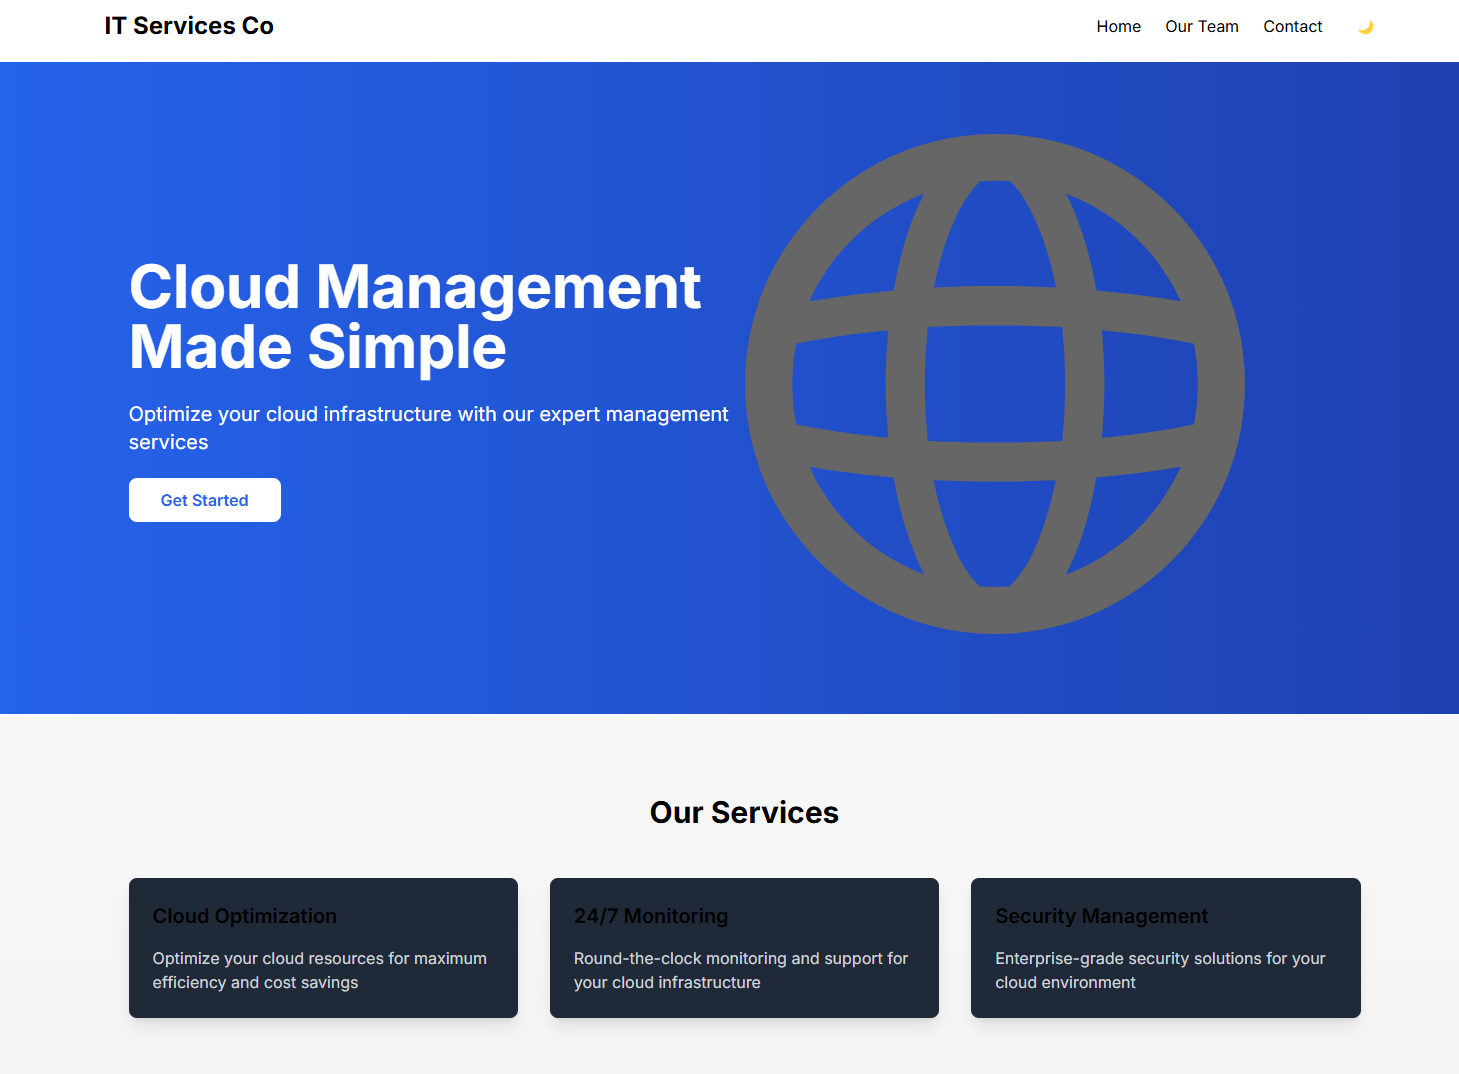 IT Services Co
Home
Our Team
Contact
Cloud Management
Made Simple
Optimize your cloud infrastructure with our expert management
services
Get Started
Our Services
Cloud Optimization
Optimize your cloud resources for maximum
efficiency and cost savings
24/7 Monitoring
Round-the-clock monitoring and support for
your cloud infrastructure
Security Management
Enterprise-grade security solutions for your
cloud environment